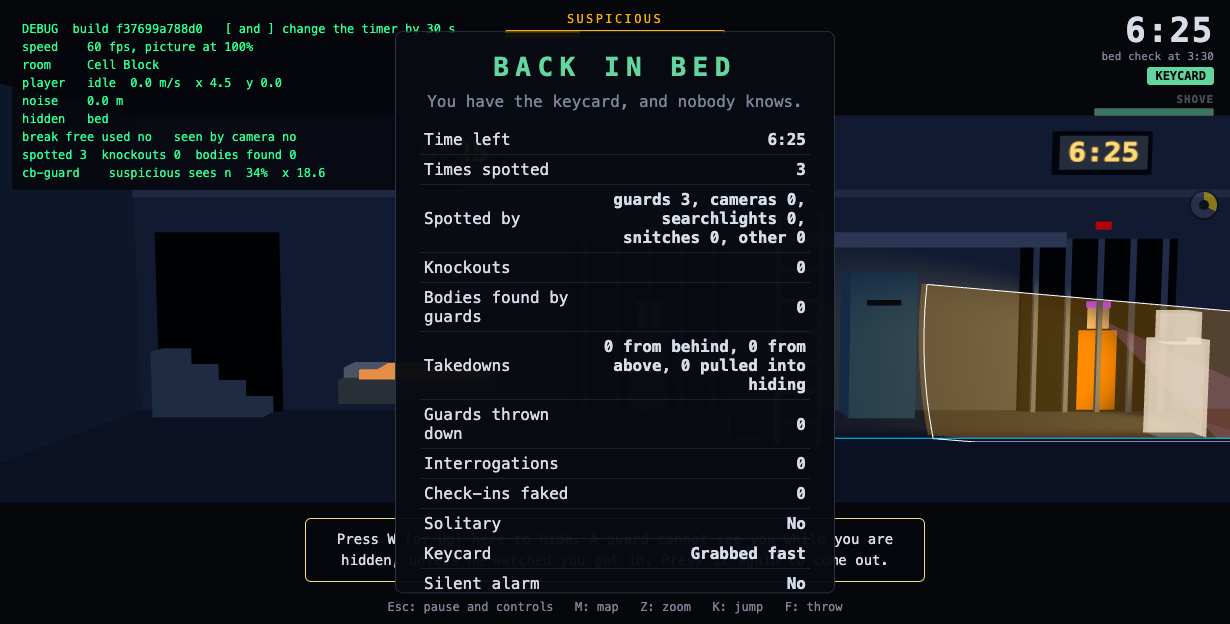 SUSPICIOUS
DEBUG build f37699a788d0 [ and ] change the timer by 30 s
speed 60 fps, picture at 100%
room Cell Block
player idle 0.0 m/s x 4.5 y 0.0
noise 0.0 m
hidden bed
break free used no seen by camera no
spotted 3 knockouts 0 bodies found 0
cb-guard suspicious sees n 34% x 18.6
6:25
bed check at 3:30
KEYCARD
SHOVE
6:25
BACK IN BED
You have the keycard, and nobody knows.
Time left 6:25
Times spotted 3
Spotted by guards 3, cameras 0,
searchlights 0,
snitches 0, other 0
Knockouts 0
Bodies found by
guards 0
Takedowns 0 from behind, 0 from
above, 0 pulled into
hiding
Guards thrown
down 0
Interrogations 0
Check-ins faked 0
Solitary No
Keycard Grabbed fast
Silent alarm No
Press W you are
hidden, come out.
Esc: pause and controls M: map Z: zoom K: jump F: throw